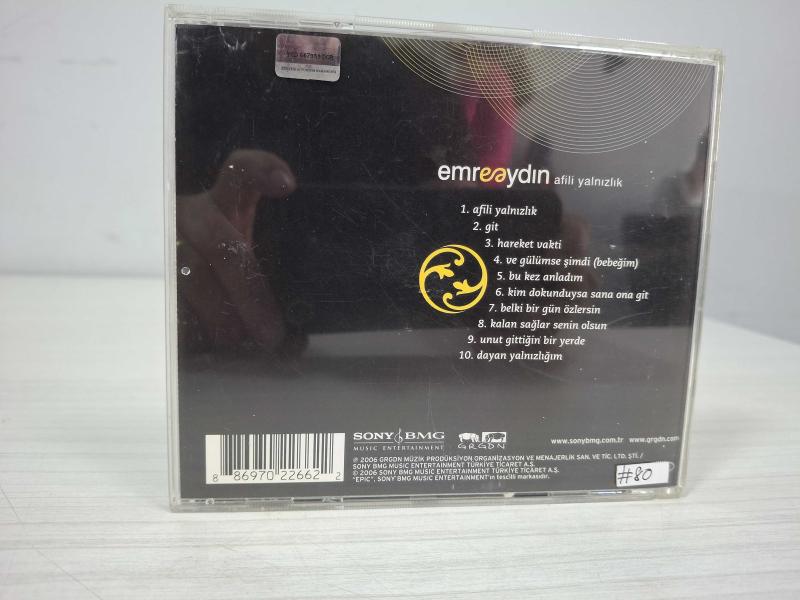 emreaydın afili yalnızlık
1. afili yalnızlık
2. git
3. hareket vakti
4. ve gülümse şimdi (bebeğim)
5. bu kez anladım
6. kim dokunduysa sana ona git
7. belki bir gün özlersin
8. kalan sağlar senin olsun
9. unut gittiğin bir yerde
10. dayan yalnızlığım
8 86970 22662 2
SONY BMG
MUSIC ENTERTAINMENT
GRGDN
www.sonybmg.com.tr www.grgdn.com
℗ 2006 GRGDN MÜZİK PRODÜKSİYON ORGANİZASYON VE MENAJERLİK SAN. VE TİC. LTD. ŞTİ. /
SONY BMG MUSIC ENTERTAINMENT TÜRKİYE TİCARET A.Ş.
© 2006 SONY BMG MUSIC ENTERTAINMENT TÜRKİYE TİCARET A.Ş.
"EPIC", SONY BMG MUSIC ENTERTAINMENT'ın tescilli markasıdır.
#80